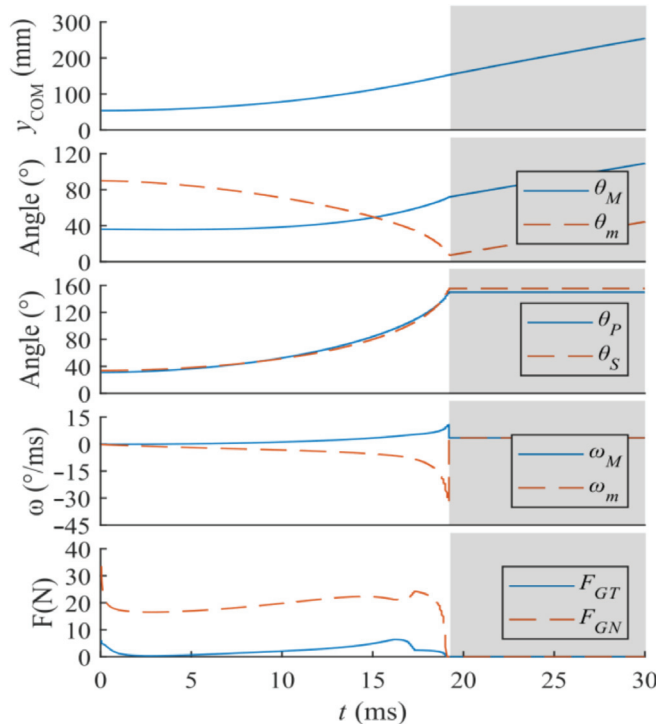 300
200
100
0
y_COM (mm)
120
80
40
0
Angle (°)
θ_M
θ_m
160
120
80
40
0
Angle (°)
θ_P
θ_S
15
0
-15
-30
-45
ω (°/ms)
ω_M
ω_m
40
30
20
10
0
F(N)
F_GT
F_GN
0 5 10 15 20 25 30
t (ms)